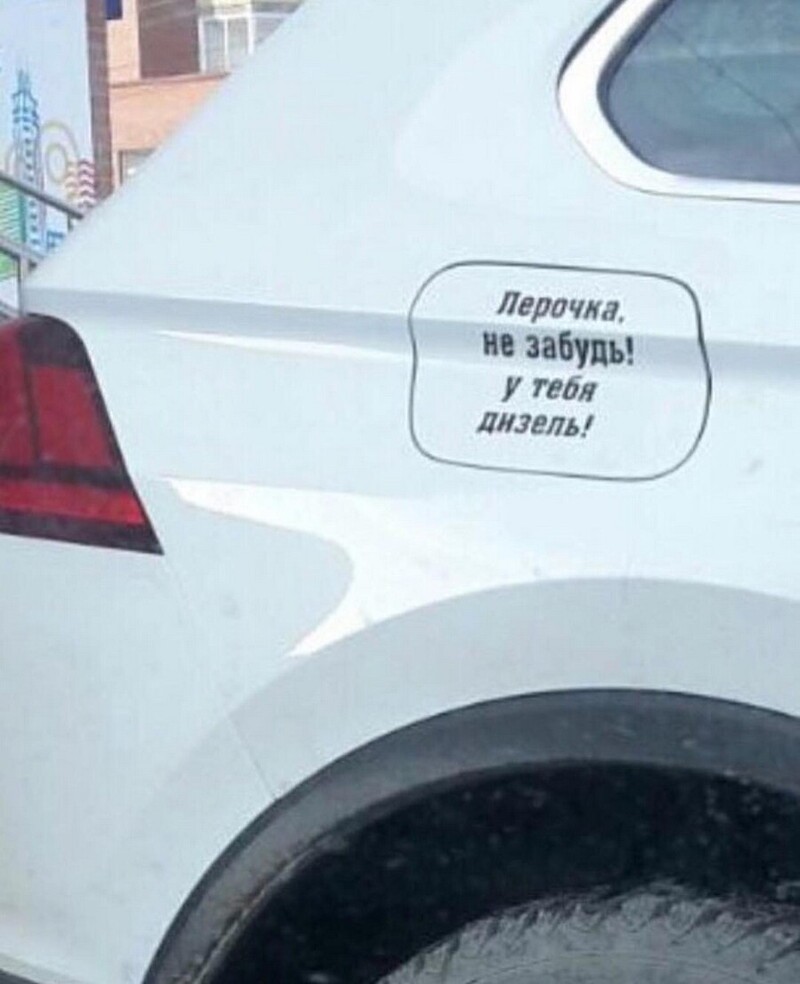 Лерочка,
не забудь!
у тебя
дизель!